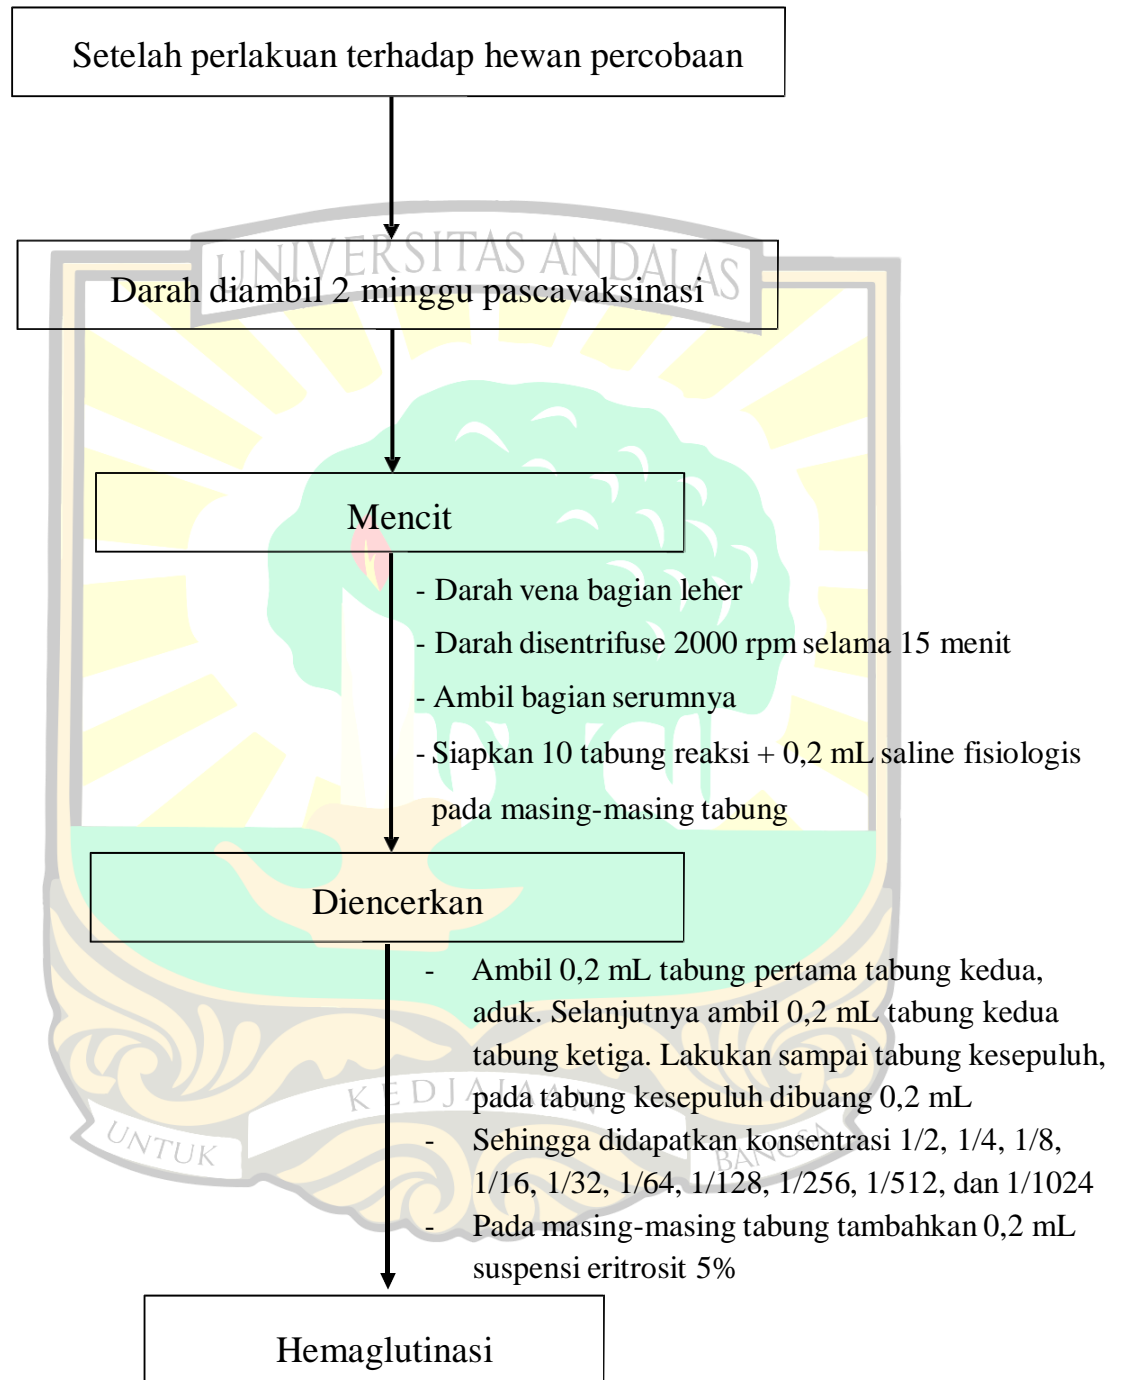 Setelah perlakuan terhadap hewan percobaan
UNIVERSITAS ANDALAS
Darah diambil 2 minggu pascavaksinasi
Mencit
- Darah vena bagian leher
- Darah disentrifuse 2000 rpm selama 15 menit
- Ambil bagian serumnya
- Siapkan 10 tabung reaksi + 0,2 mL saline fisiologis
pada masing-masing tabung
Diencerkan
- Ambil 0,2 mL tabung pertama tabung kedua,
aduk. Selanjutnya ambil 0,2 mL tabung kedua
tabung ketiga. Lakukan sampai tabung kesepuluh,
pada tabung kesepuluh dibuang 0,2 mL
KEDJAJAAN
UNTUK
BANGSA
- Sehingga didapatkan konsentrasi 1/2, 1/4, 1/8,
1/16, 1/32, 1/64, 1/128, 1/256, 1/512, dan 1/1024
- Pada masing-masing tabung tambahkan 0,2 mL
suspensi eritrosit 5%
Hemaglutinasi